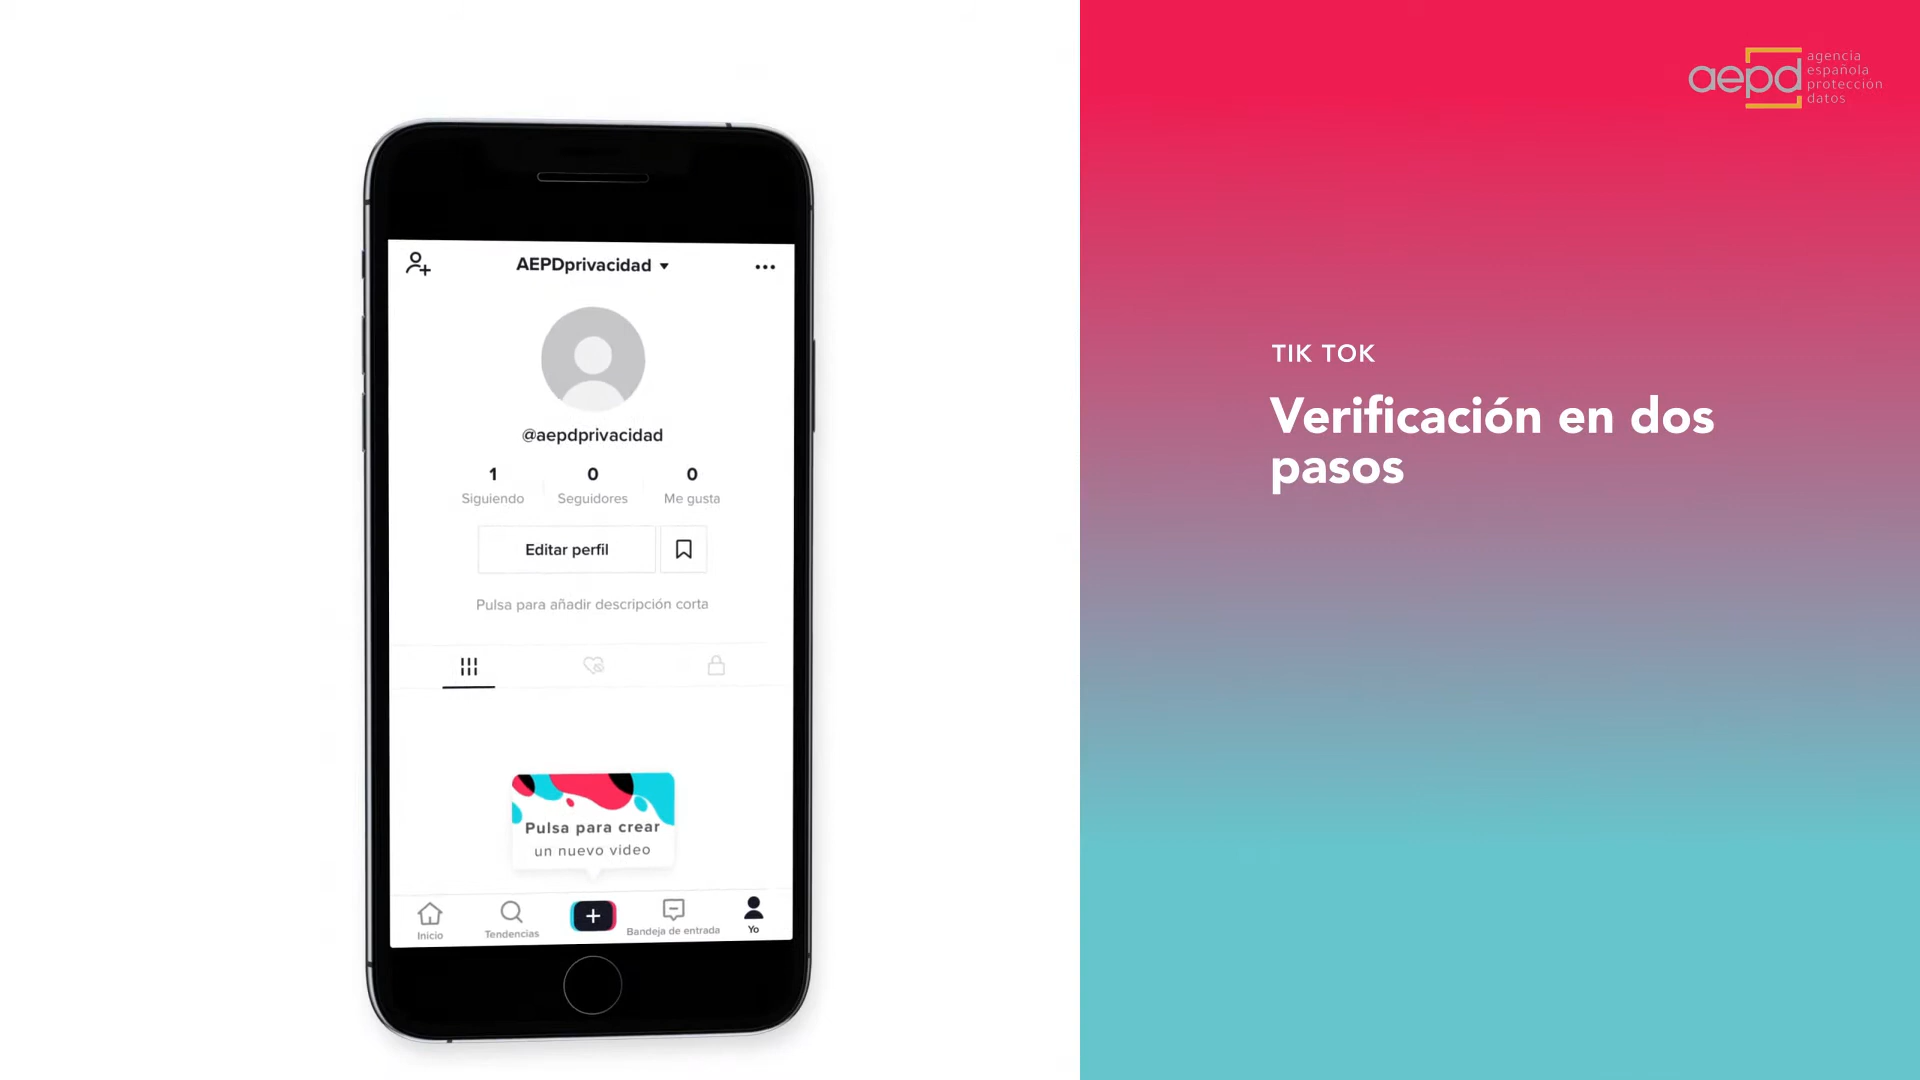 AEPDprivacidad
@aepdprivacidad
1 0 0
Siguiendo Seguidores Me gusta
Editar perfil
Pulsa para añadir descripción corta
Pulsa para crear
un nuevo video
Inicio Tendencias Bandeja de entrada Yo
aepd
agencia
española
protección
datos
TIK TOK
Verificación en dos
pasos